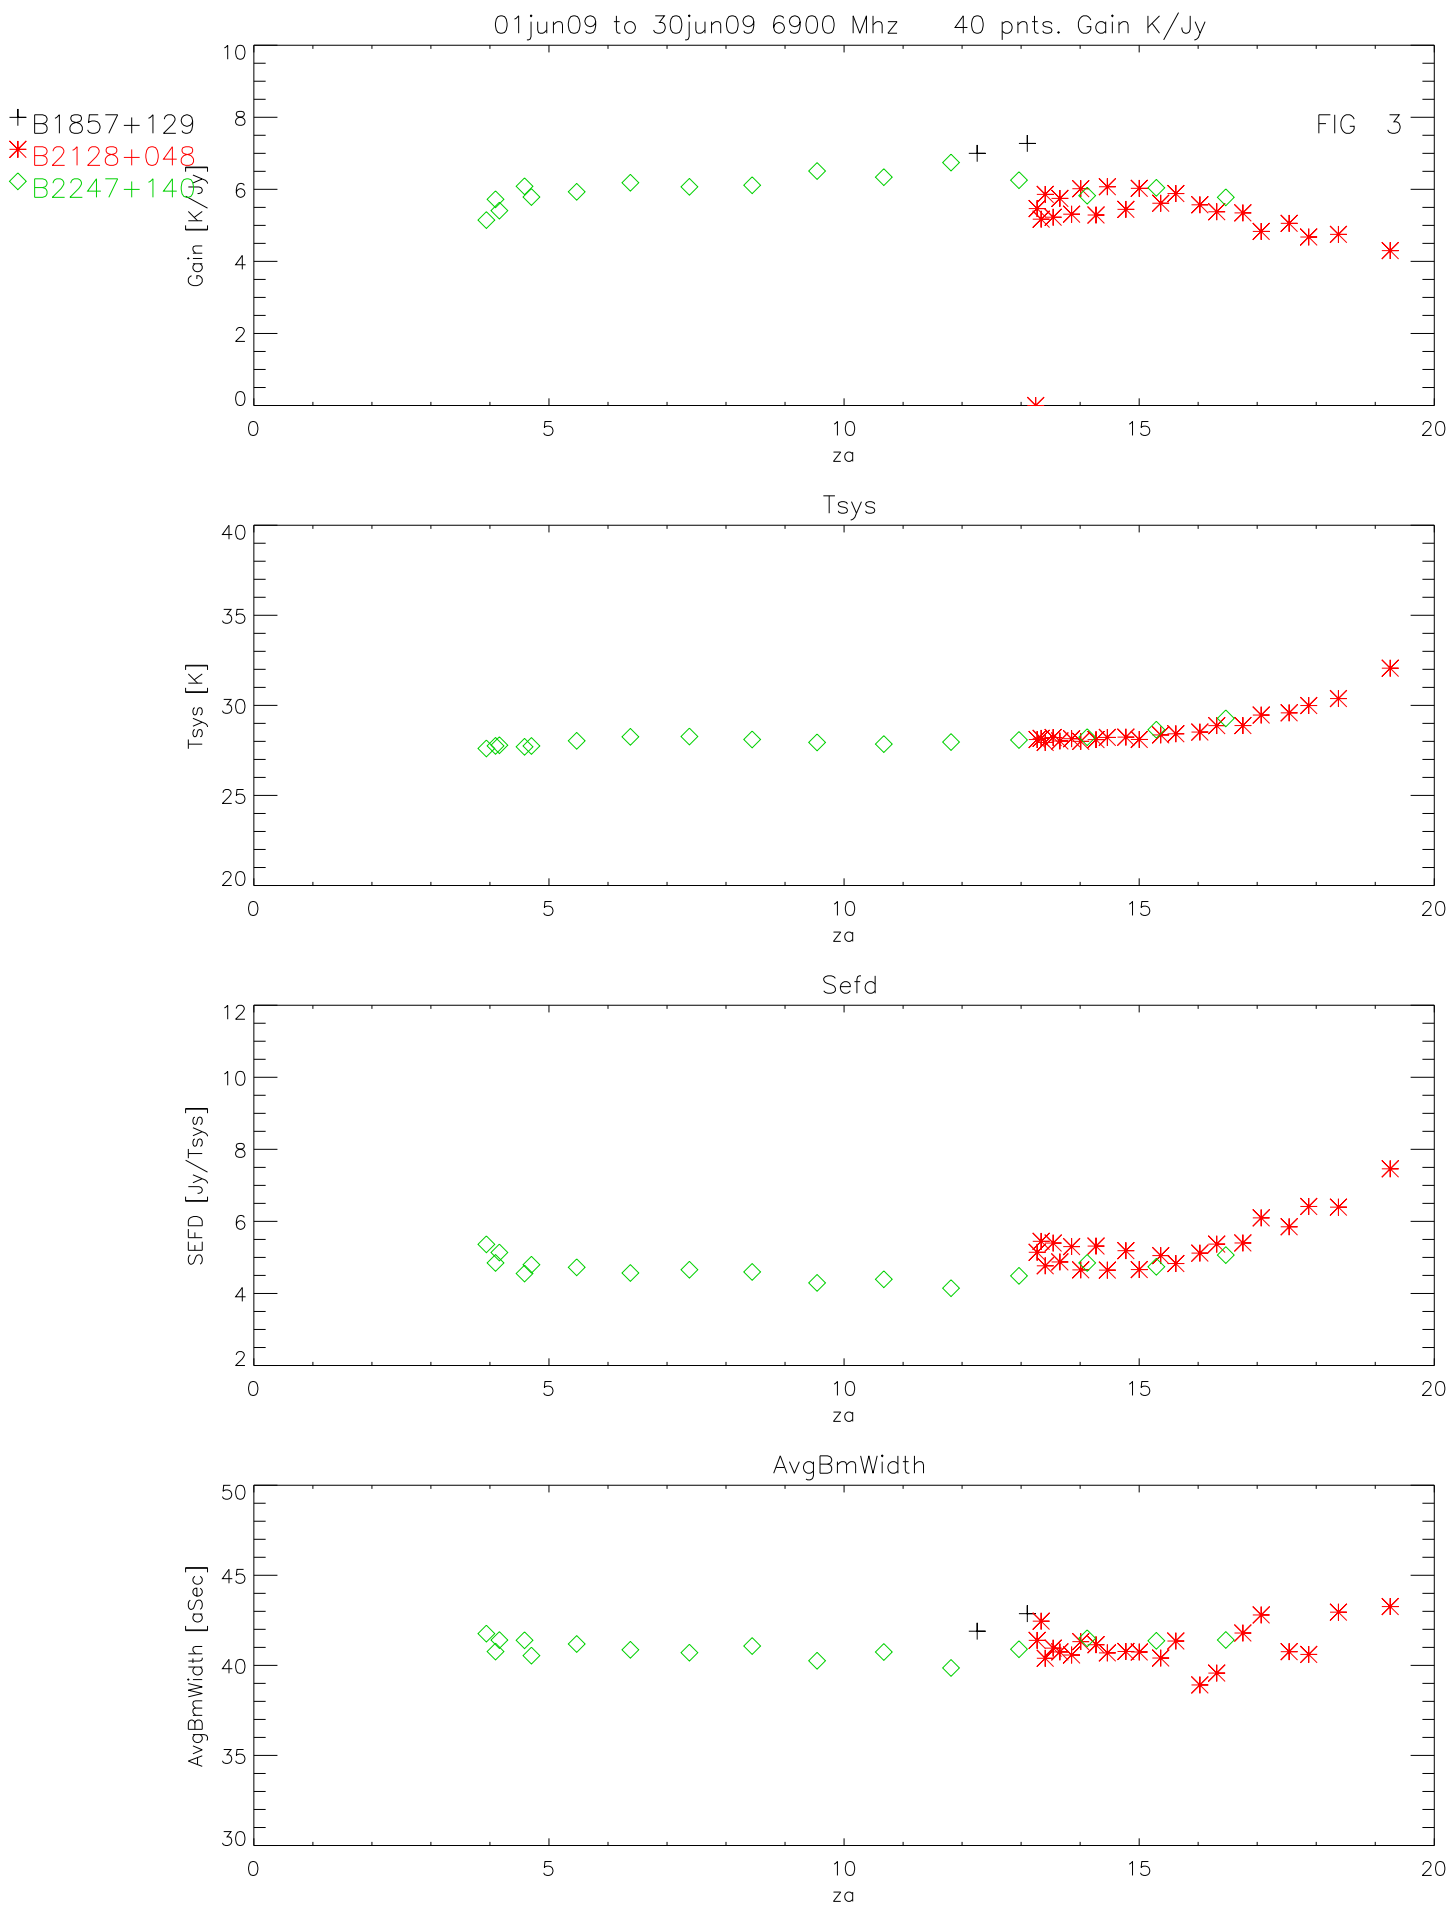 01jun09 to 30jun09 6900 Mhz 40 pnts. Gain K/Jy
B1857+129
B2128+048
B2247+140
FIG 3
Gain [K/Jy]
10
8
6
4
2
0
0 5 10 15 20
za
Tsys
Tsys [K]
40
35
30
25
20
0 5 10 15 20
za
Sefd
SEFD [Jy/Tsys]
12
10
8
6
4
2
0 5 10 15 20
za
AvgBmWidth
AvgBmWidth [aSec]
50
45
40
35
30
0 5 10 15 20
za